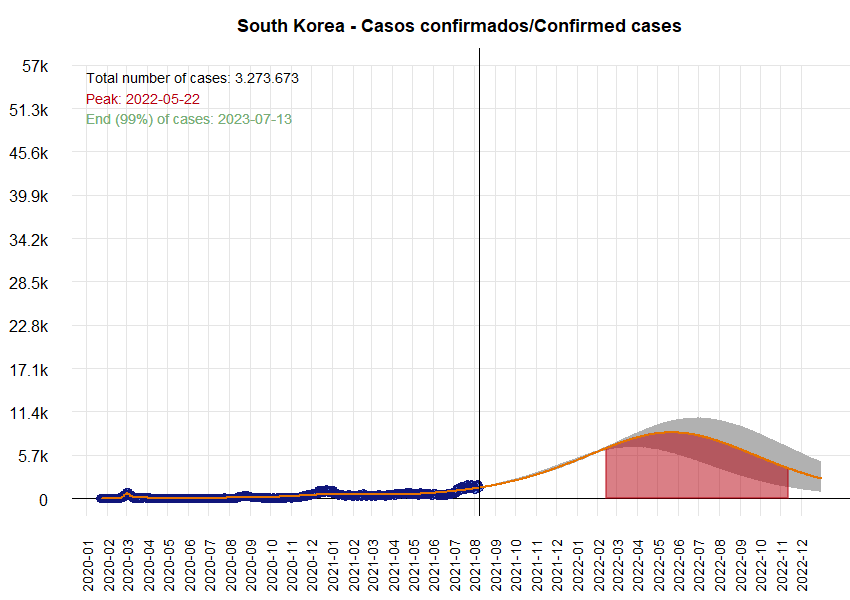 South Korea - Casos confirmados/Confirmed cases
57k
Total number of cases: 3.273.673
Peak: 2022-05-22
End (99%) of cases: 2023-07-13
51.3k
45.6k
39.9k
34.2k
28.5k
22.8k
17.1k
11.4k
5.7k
0
2020-01
2020-02
2020-03
2020-04
2020-05
2020-06
2020-07
2020-08
2020-09
2020-10
2020-11
2020-12
2021-01
2021-02
2021-03
2021-04
2021-05
2021-06
2021-07
2021-08
2021-09
2021-10
2021-11
2021-12
2022-01
2022-02
2022-03
2022-04
2022-05
2022-06
2022-07
2022-08
2022-09
2022-10
2022-11
2022-12